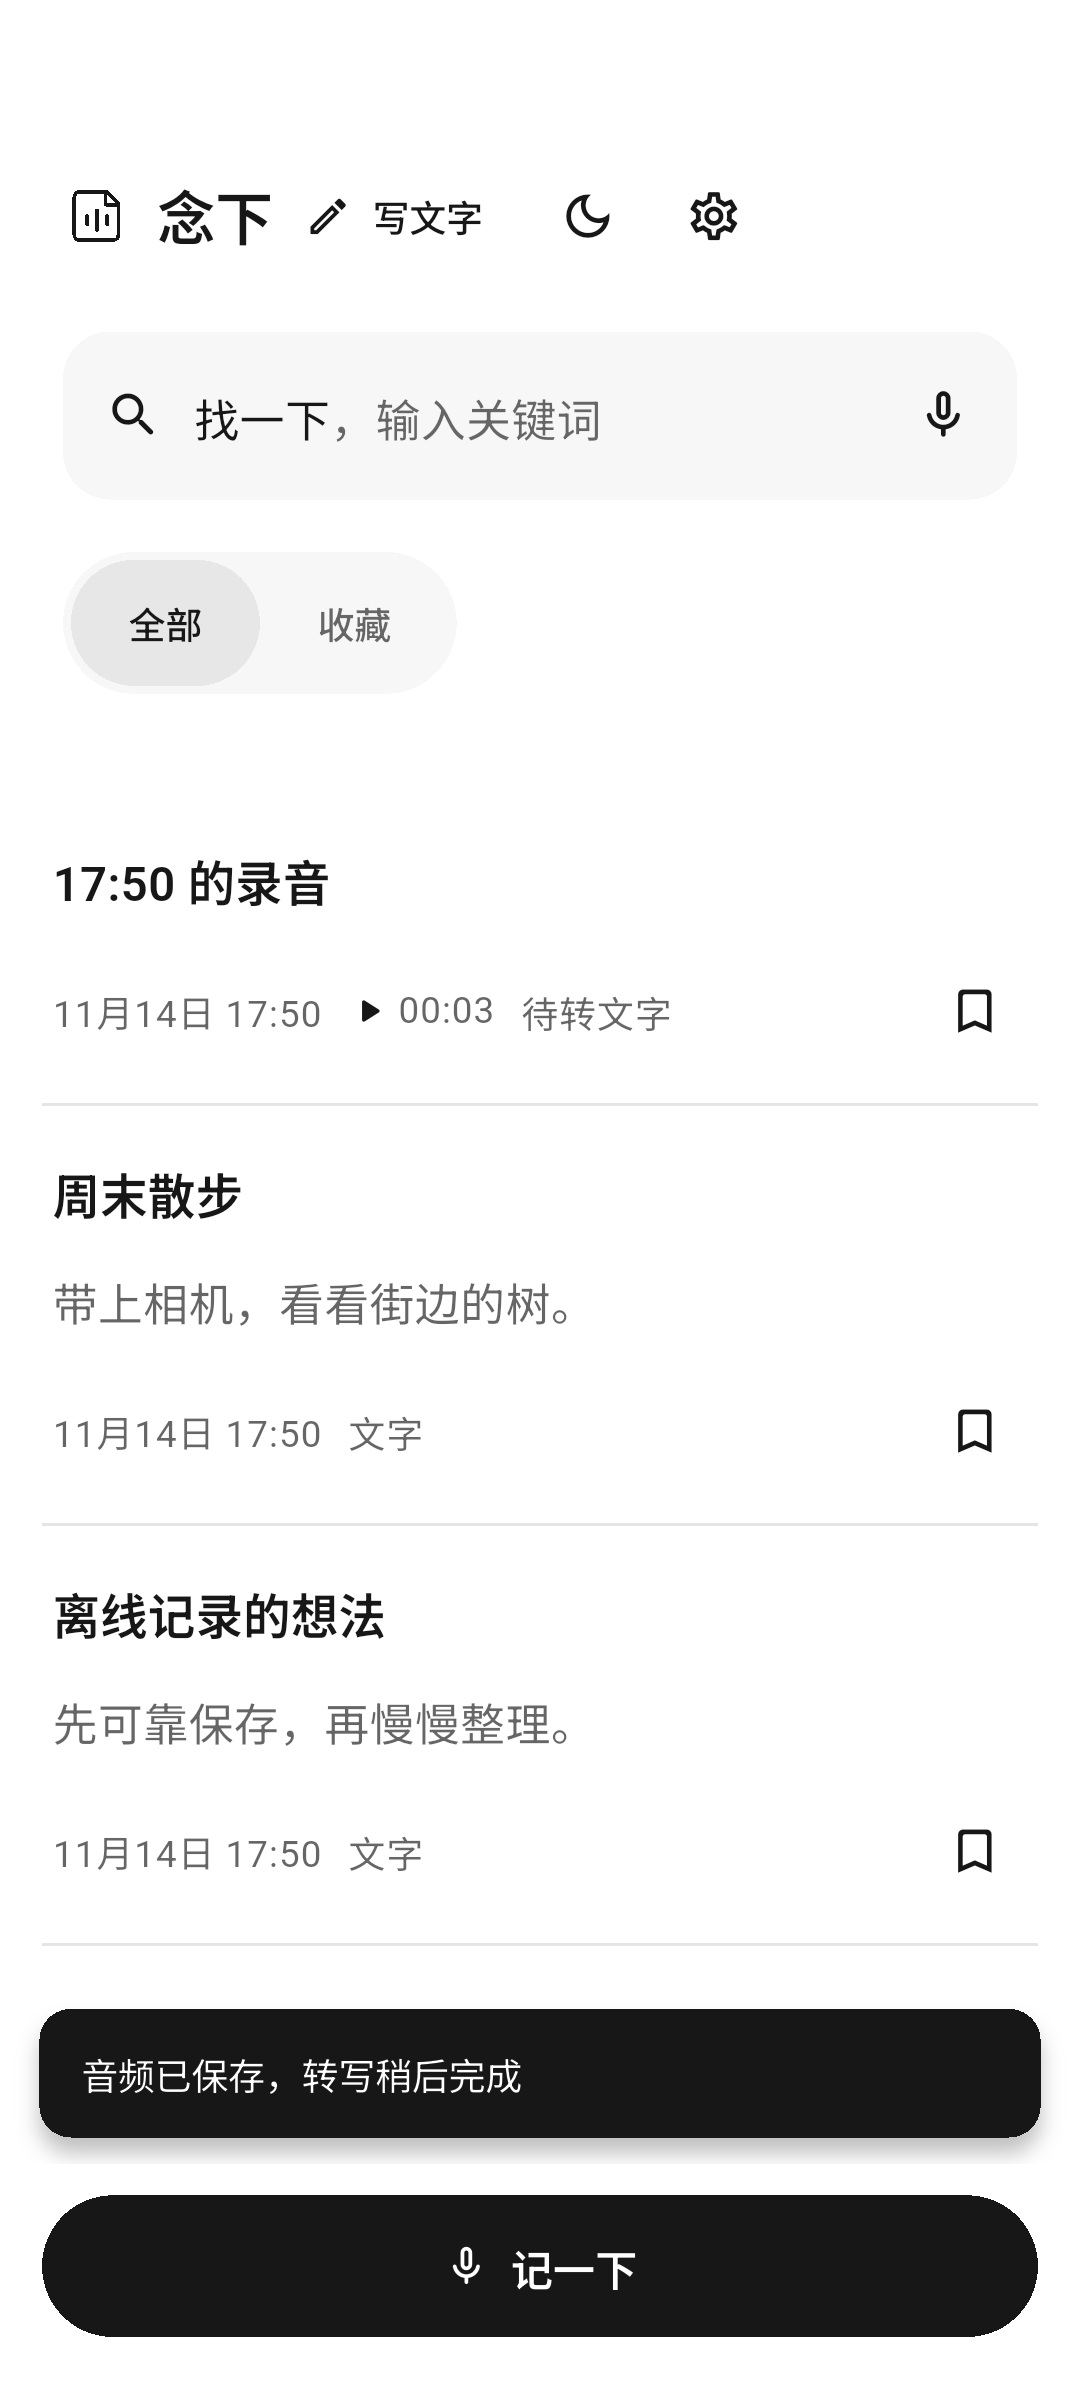 念下 写文字
找一下，输入关键词
全部 收藏
17:50 的录音
11月14日 17:50 00:03 待转文字
周末散步
带上相机，看看街边的树。
11月14日 17:50 文字
离线记录的想法
先可靠保存，再慢慢整理。
11月14日 17:50 文字
音频已保存，转写稍后完成
记一下